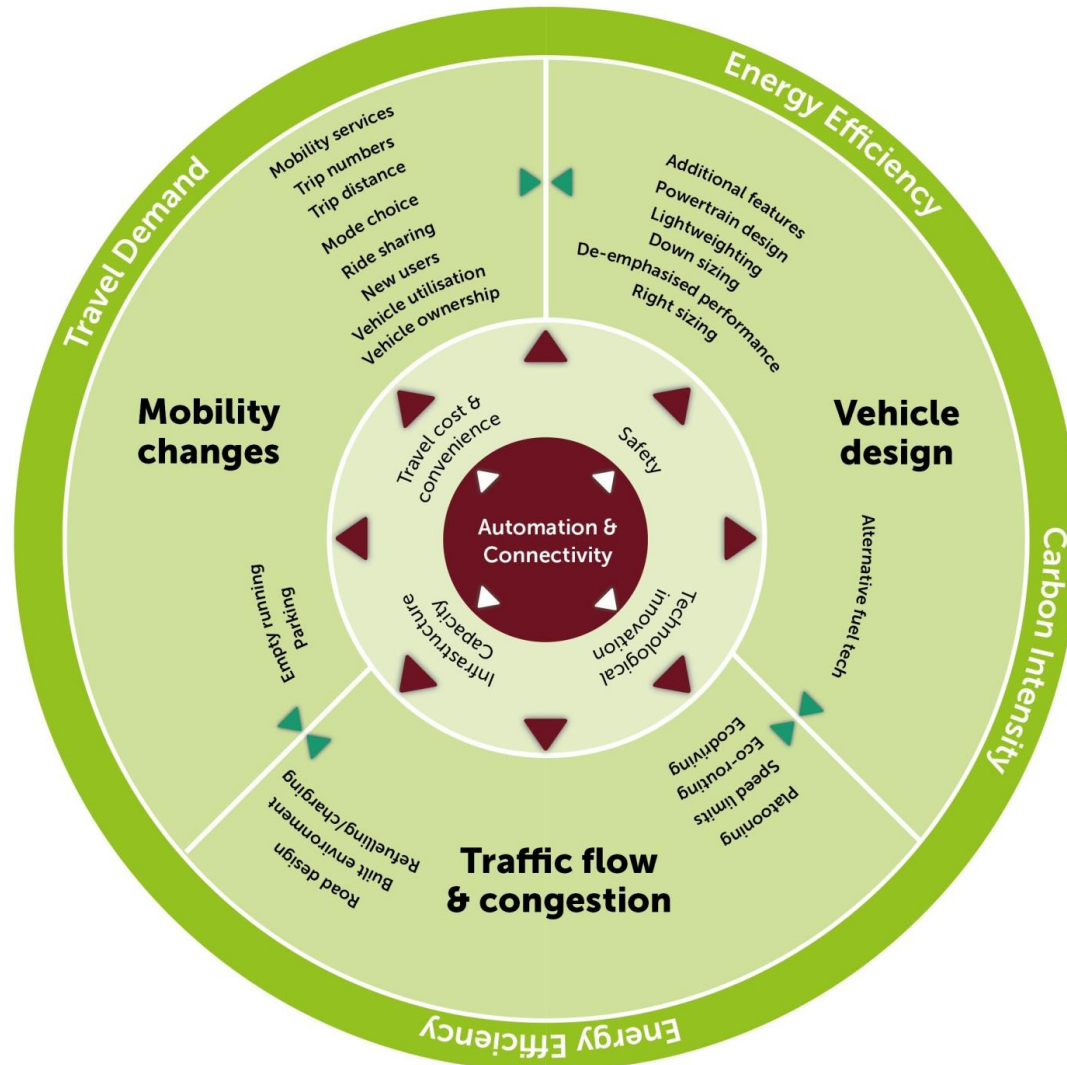 Energy Efficiency
Travel Demand
Carbon Intensity
Energy Efficiency
Mobility services
Trip numbers
Trip distance
Mode choice
Ride sharing
New users
Vehicle utilisation
Vehicle ownership
Mobility
changes
Empty running
Parking
Additional features
Powertrain design
Lightweighting
Down sizing
De-emphasised performance
Right sizing
Vehicle
design
Alternative fuel tech
Travel cost &
convenience
Safety
Automation &
Connectivity
Infrastructure
Capacity
Technological
innovation
Refuelling/charging
Built environment
Road design
Traffic flow
& congestion
Ecodriving
Eco-routing
Speed limits
Platooning